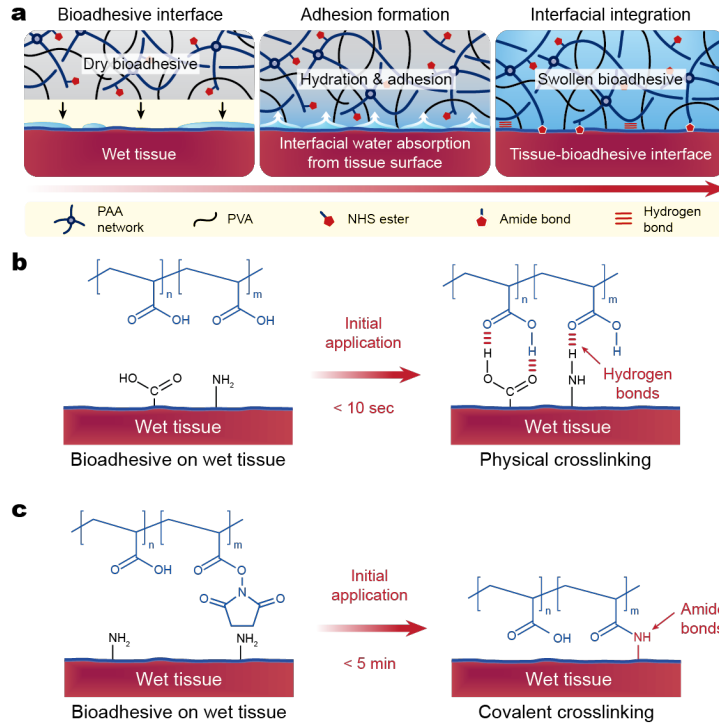 a
Bioadhesive interface
Adhesion formation
Interfacial integration
Dry bioadhesive
Wet tissue
Hydration & adhesion
Interfacial water absorption
from tissue surface
Swollen bioadhesive
Tissue-bioadhesive interface
PAA
network
PVA
NHS ester
Amide bond
Hydrogen
bond
b
n
m
O
OH
O
OH
HO
O
C
NH2
Wet tissue
Bioadhesive on wet tissue
Initial
application
< 10 sec
n
m
O
O
O
O
H
H
H
H
O
O
C
NH
Hydrogen
bonds
Wet tissue
Physical crosslinking
c
n
m
O
OH
O
O
N
O
O
NH2
NH2
Wet tissue
Bioadhesive on wet tissue
Initial
application
< 5 min
n
m
O
OH
O
NH
Amide
bonds
Wet tissue
Covalent crosslinking